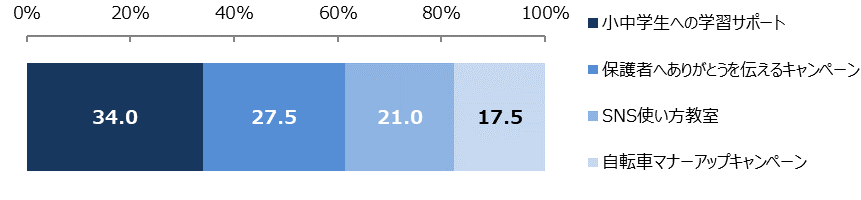 0% 20% 40% 60% 80% 100%
34.0 27.5 21.0 17.5
小中学生への学習サポート
保護者へありがとうを伝えるキャンペーン
SNS使い方教室
自転車マナーアップキャンペーン